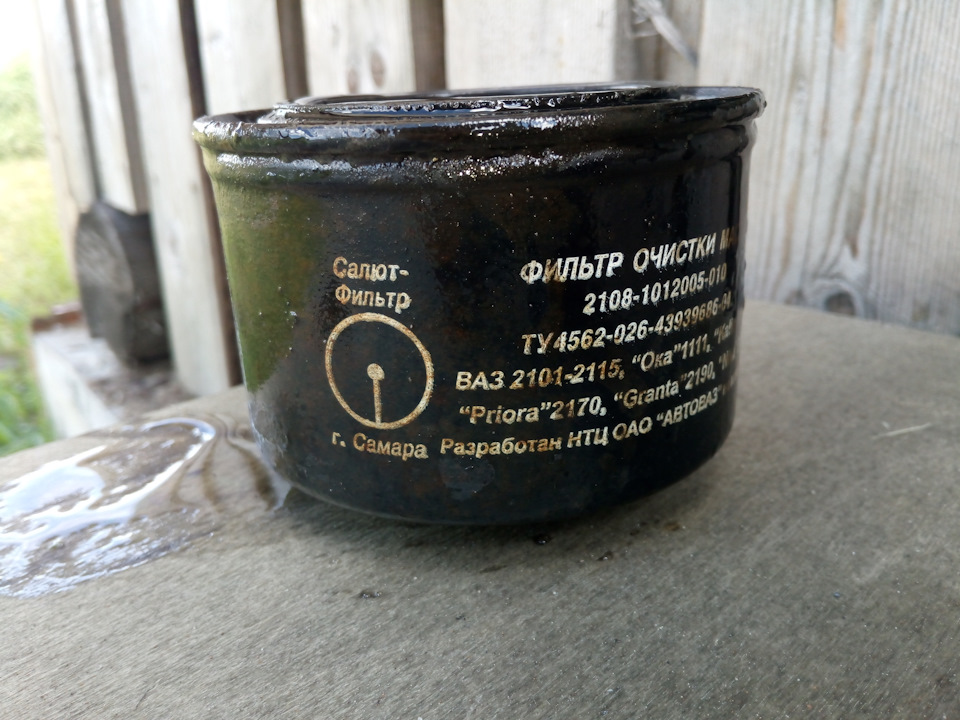 Салют-
Фильтр
г. Самара
ФИЛЬТР ОЧИСТКИ
2108-1012005-010
ТУ4562-026-43939686-04
ВАЗ 2101-2115, "Ока"1111,
"Priora"2170, "Granta"2190,
Разработан НТЦ ОАО "АВТОВАЗ"